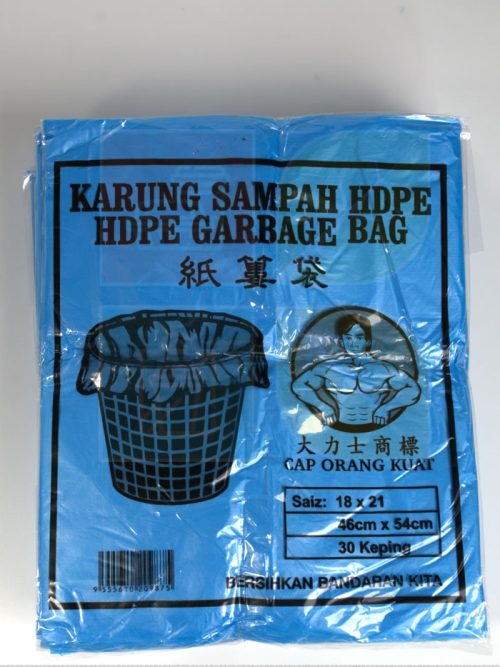 KARUNG SAMPAH HDPE
HDPE GARBAGE BAG
紙簍袋
大力士商標
CAP ORANG KUAT
Saiz: 18 x 21
46cm x 54cm
30 Keping
BERSIHKAN BANDARAN KITA